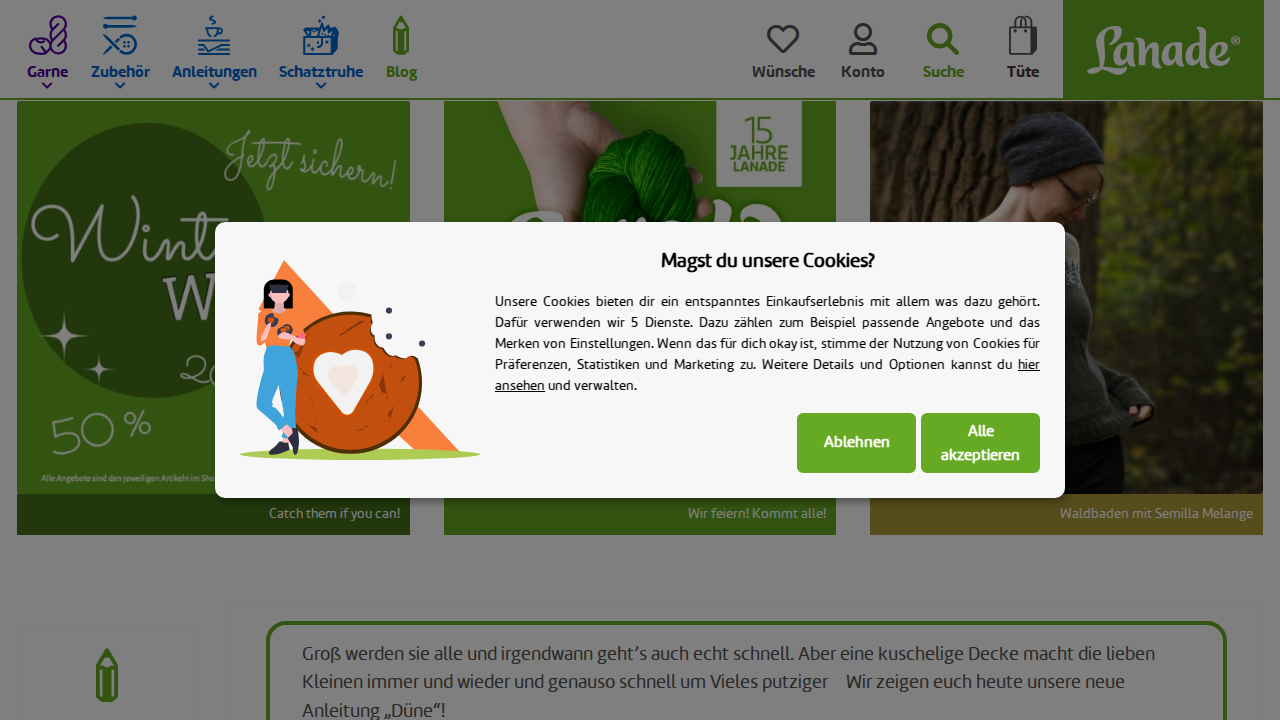 Garne
Zubehör
Anleitungen
Schatztruhe
Blog
Wünsche
Konto
Suche
Tüte
Lanade®
Jetzt sichern!
50 %
Alle Angebote sind den jeweiligen Artikeln im
Catch them if you can!
15
JAHRE
LANADE
Wir feiern! Kommt alle!
Waldbaden mit Semilla Melange
Magst du unsere Cookies?
Unsere Cookies bieten dir ein entspanntes Einkaufserlebnis mit allem was dazu gehört.
Dafür verwenden wir 5 Dienste. Dazu zählen zum Beispiel passende Angebote und das
Merken von Einstellungen. Wenn das für dich okay ist, stimme der Nutzung von Cookies für
Präferenzen, Statistiken und Marketing zu. Weitere Details und Optionen kannst du hier
ansehen und verwalten.
Ablehnen
Alle
akzeptieren
Groß werden sie alle und irgendwann geht's auch echt schnell. Aber eine kuschelige Decke macht die lieben
Kleinen immer und wieder und genauso schnell um Vieles putziger Wir zeigen euch heute unsere neue
Anleitung „Düne“!